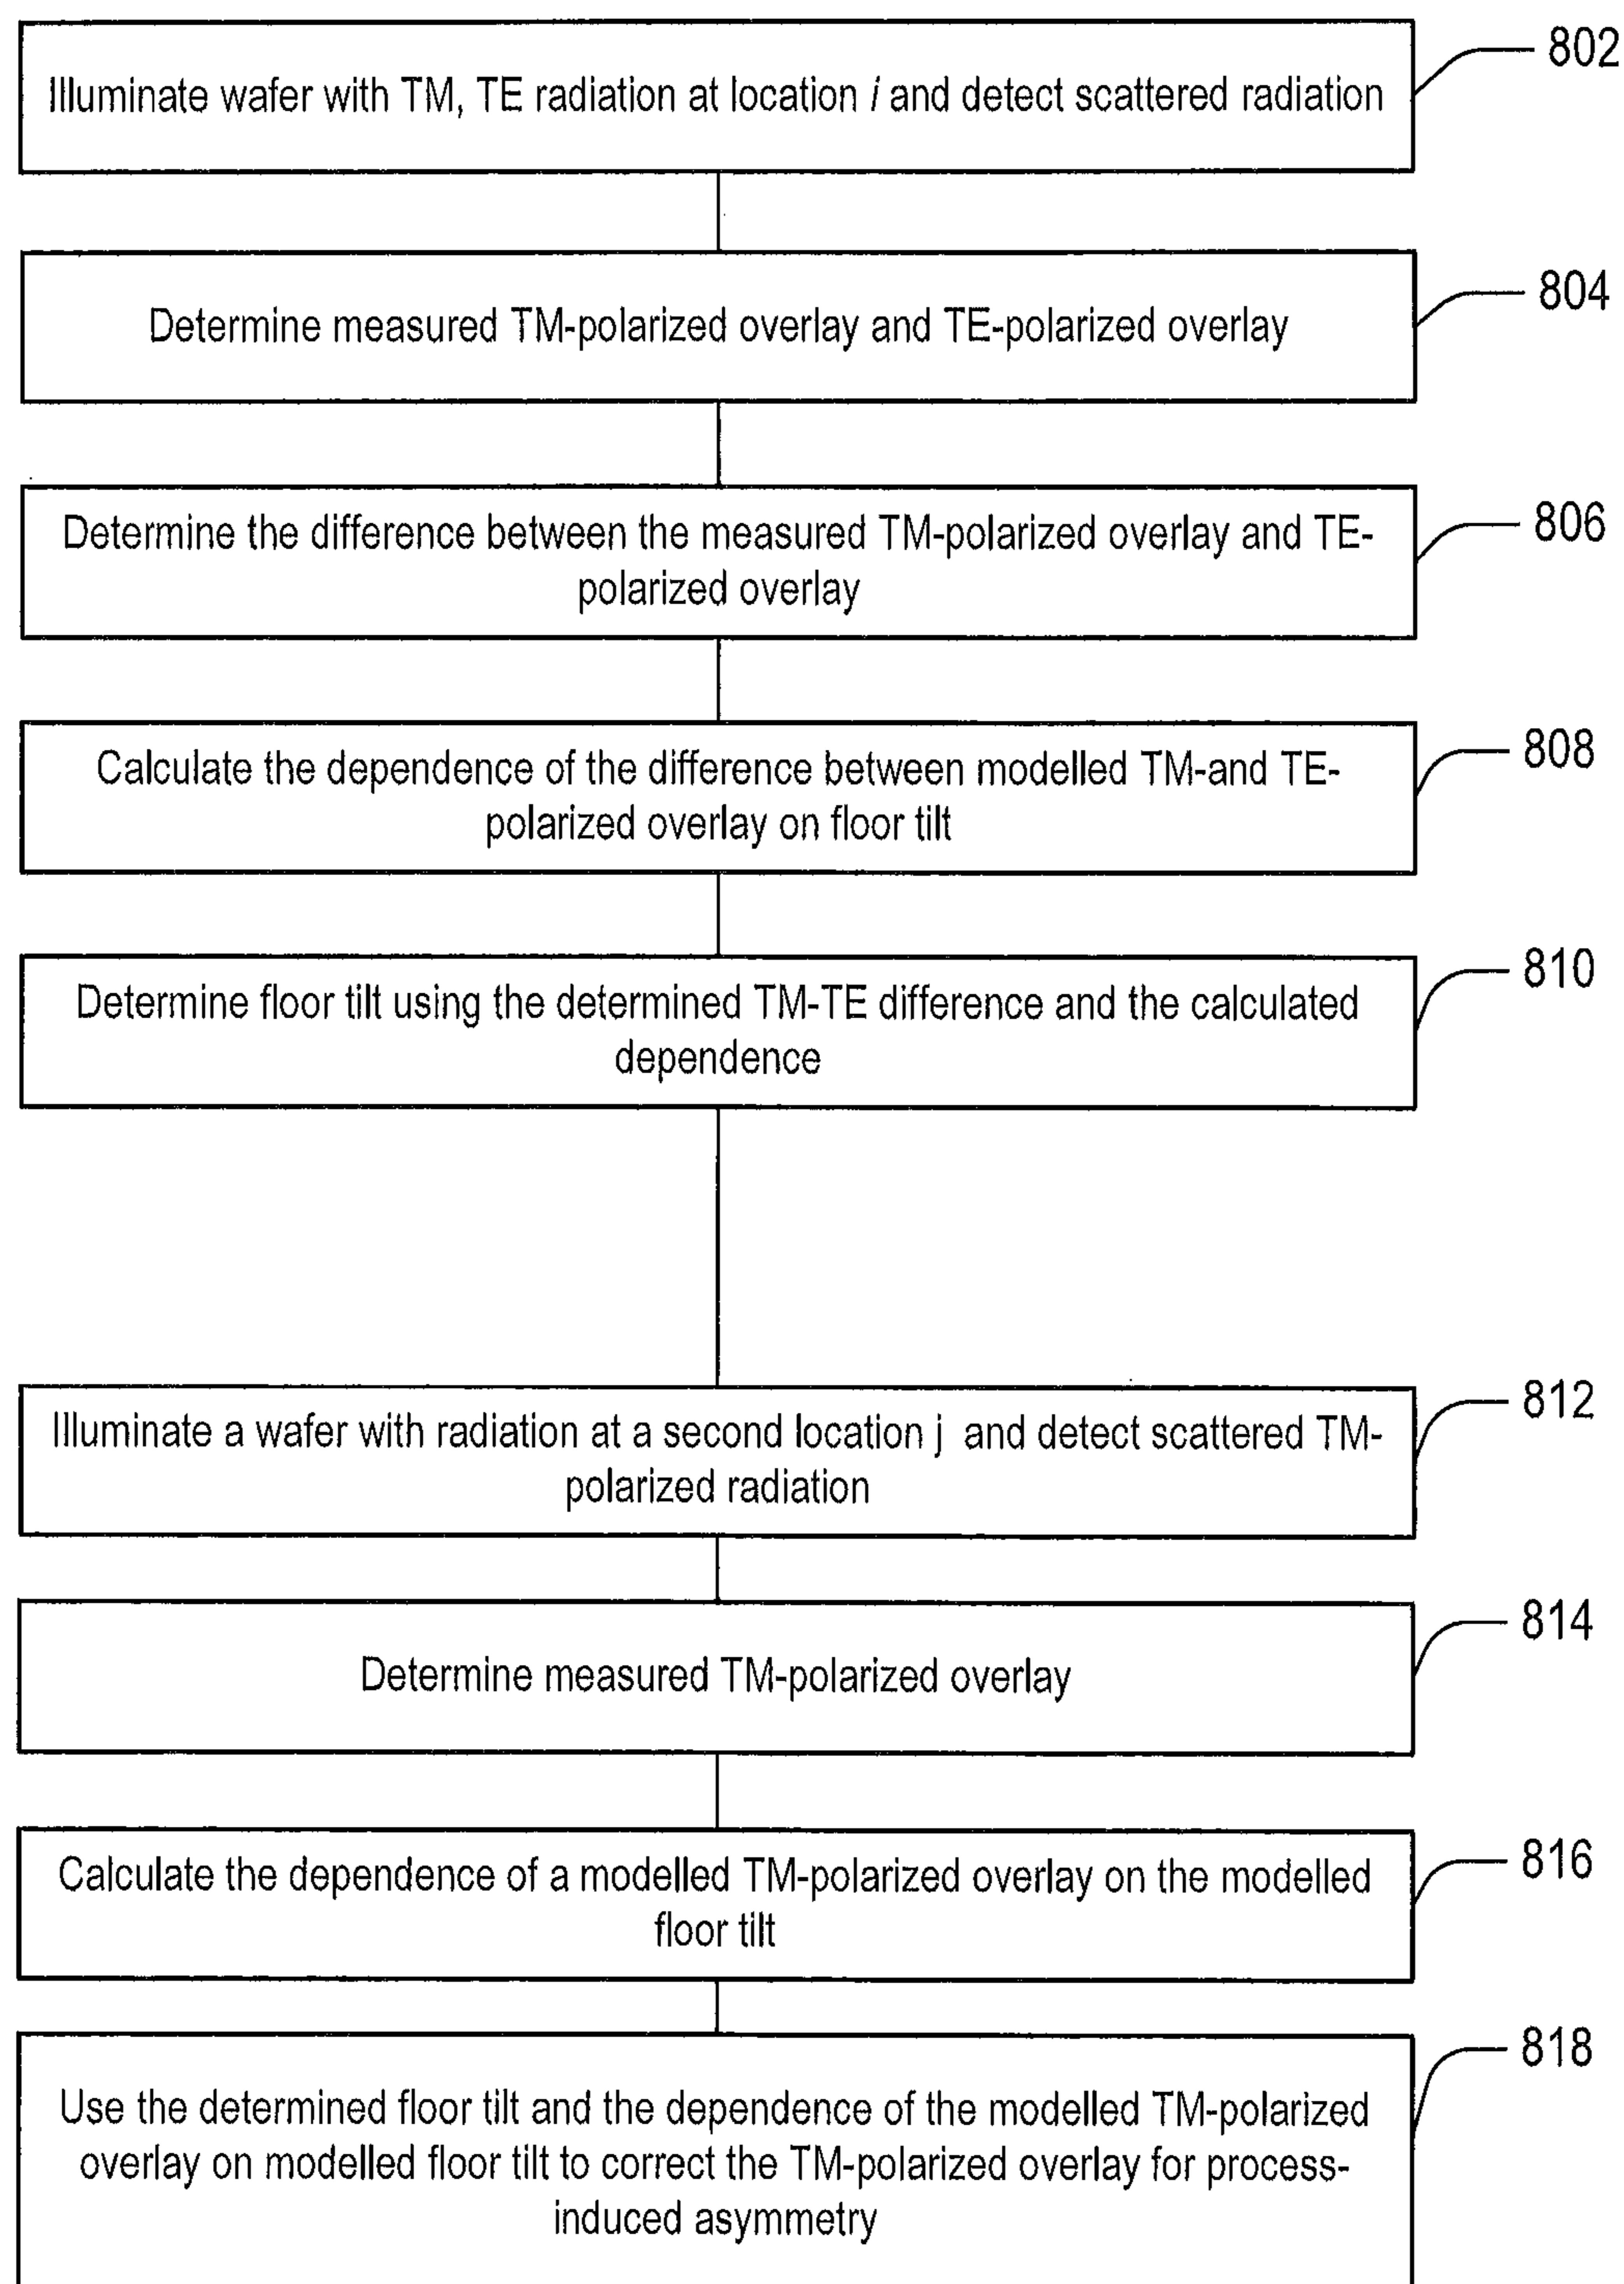 802
Illuminate wafer with TM, TE radiation at location i and detect scattered radiation
804
Determine measured TM-polarized overlay and TE-polarized overlay
806
Determine the difference between the measured TM-polarized overlay and TE-
polarized overlay
808
Calculate the dependence of the difference between modelled TM-and TE-
polarized overlay on floor tilt
810
Determine floor tilt using the determined TM-TE difference and the calculated
dependence
812
Illuminate a wafer with radiation at a second location j and detect scattered TM-
polarized radiation
814
Determine measured TM-polarized overlay
816
Calculate the dependence of a modelled TM-polarized overlay on the modelled
floor tilt
818
Use the determined floor tilt and the dependence of the modelled TM-polarized
overlay on modelled floor tilt to correct the TM-polarized overlay for process-
induced asymmetry